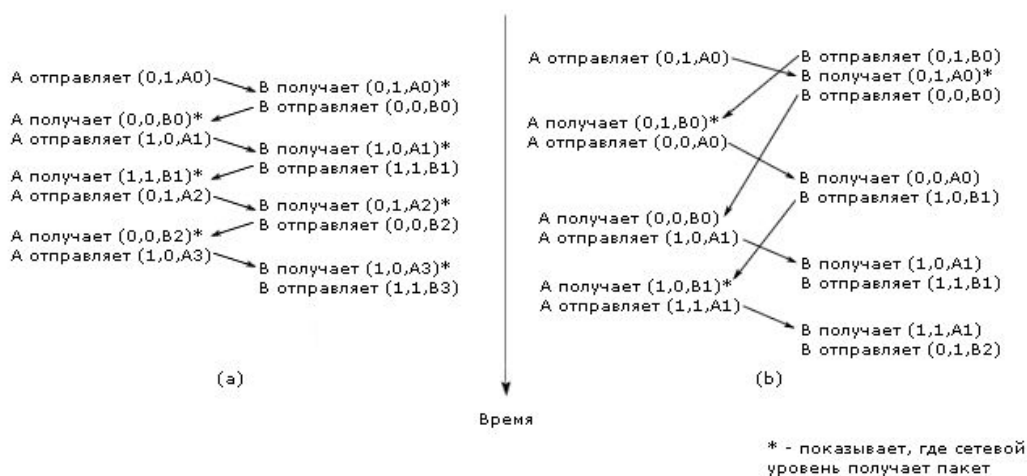 А отправляет (0,1,A0)
В получает (0,1,A0)*
В отправляет (0,0,B0)
А получает (0,0,B0)*
А отправляет (1,0,A1)
В получает (1,0,A1)*
В отправляет (1,1,B1)
А получает (1,1,B1)*
А отправляет (0,1,A2)
В получает (0,1,A2)*
В отправляет (0,0,B2)
А получает (0,0,B2)*
А отправляет (1,0,A3)
В получает (1,0,A3)*
В отправляет (1,1,B3)
(a)
В отправляет (0,1,B0)
А отправляет (0,1,A0)
В получает (0,1,A0)*
В отправляет (0,0,B0)
А получает (0,1,B0)*
А отправляет (0,0,A0)
В получает (0,0,A0)
В отправляет (1,0,B1)
А получает (0,0,B0)
А отправляет (1,0,A1)
В получает (1,0,A1)
В отправляет (1,1,B1)
А получает (1,0,B1)*
А отправляет (1,1,A1)
В получает (1,1,A1)
В отправляет (0,1,B2)
(b)
Время
* - показывает, где сетевой
уровень получает пакет